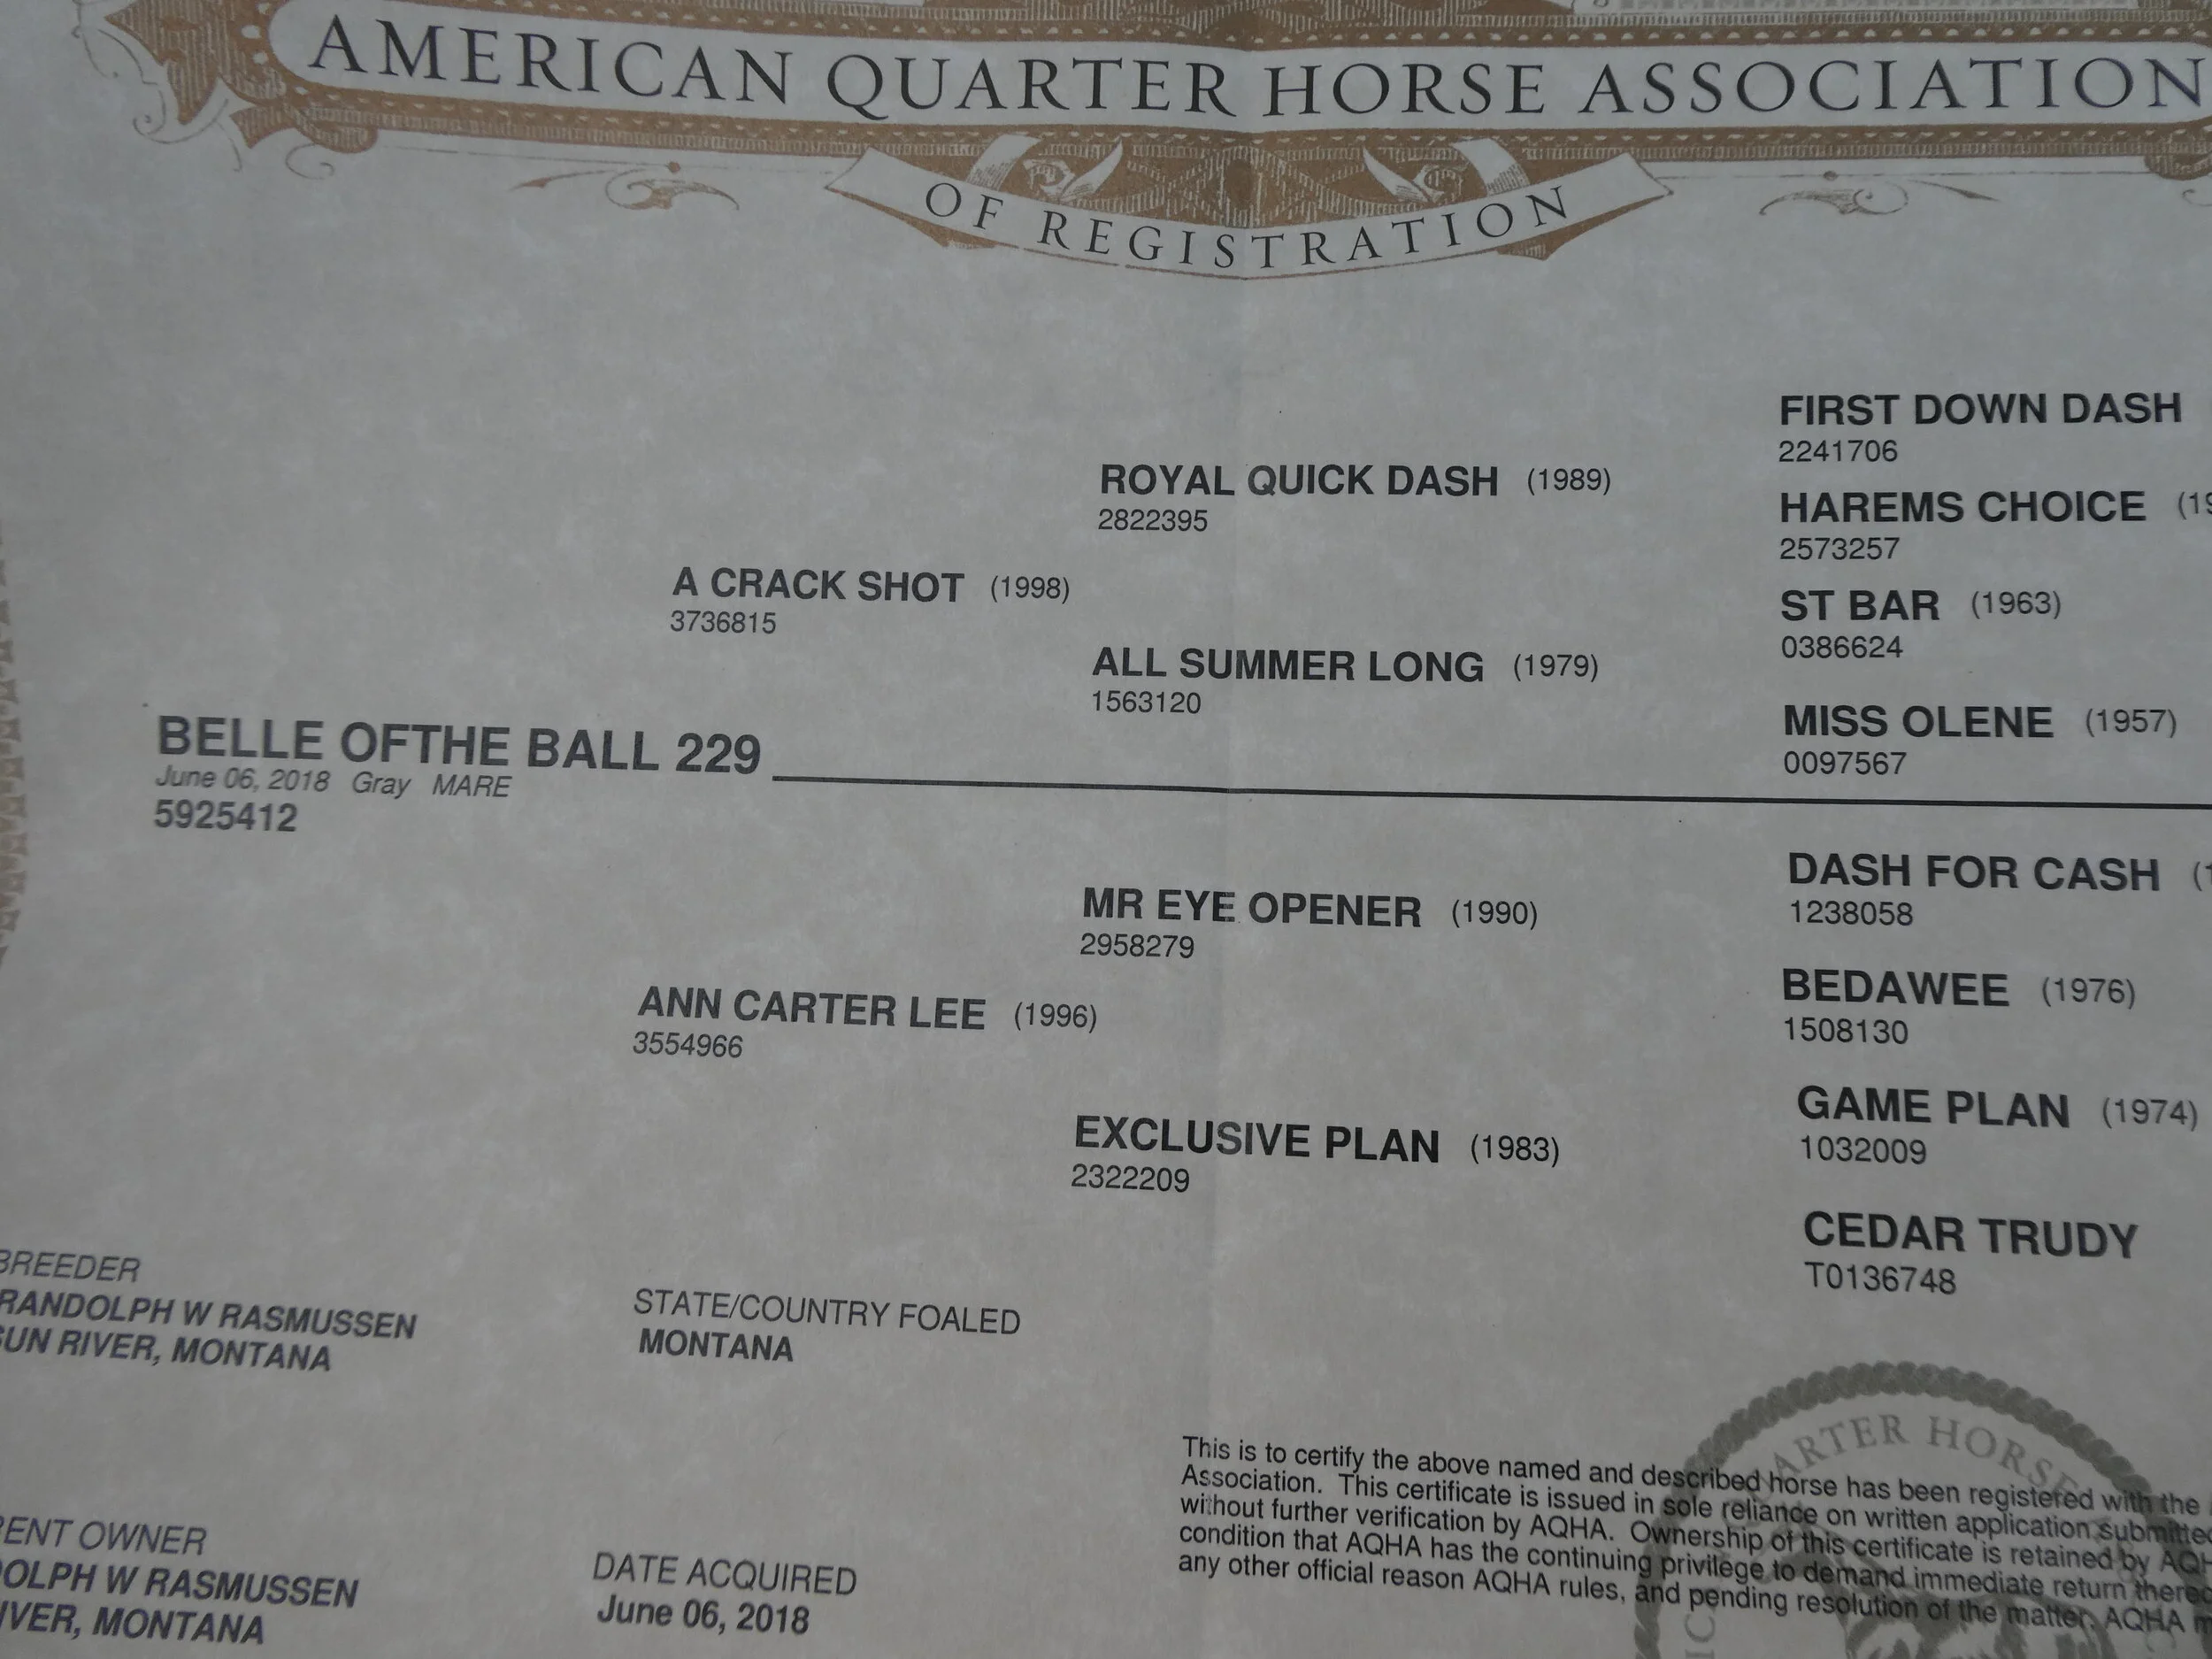 AMERICAN QUARTER HORSE ASSOCIATION
OF REGISTRATION
FIRST DOWN DASH
2241706
ROYAL QUICK DASH (1989)
2822395
HAREMS CHOICE
2573257
A CRACK SHOT (1998)
3736815
ST BAR (1963)
0386624
ALL SUMMER LONG (1979)
1563120
MISS OLENE (1957)
0097567
BELLE OFTHE BALL 229
June 06, 2018 Gray MARE
5925412
DASH FOR CASH
1238058
MR EYE OPENER (1990)
2958279
BEDAWEE (1976)
1508130
ANN CARTER LEE (1996)
3554966
GAME PLAN (1974)
1032009
EXCLUSIVE PLAN (1983)
2322209
CEDAR TRUDY
T0136748
BREEDER
RANDOLPH W RASMUSSEN
SUN RIVER, MONTANA
STATE/COUNTRY FOALED
MONTANA
ENT OWNER
OLPH W RASMUSSEN
IVER, MONTANA
DATE ACQUIRED
June 06, 2018
This is to certify the above named and described horse has been registered with the
Association. This certificate is issued in sole reliance on written application submitted
without further verification by AQHA. Ownership of this certificate is retained by AQH
condition that AQHA has the continuing privilege to demand immediate return thereo
any other official reason AQHA rules, and pending resolution of the matter, AQHA m
ARTER HORSE